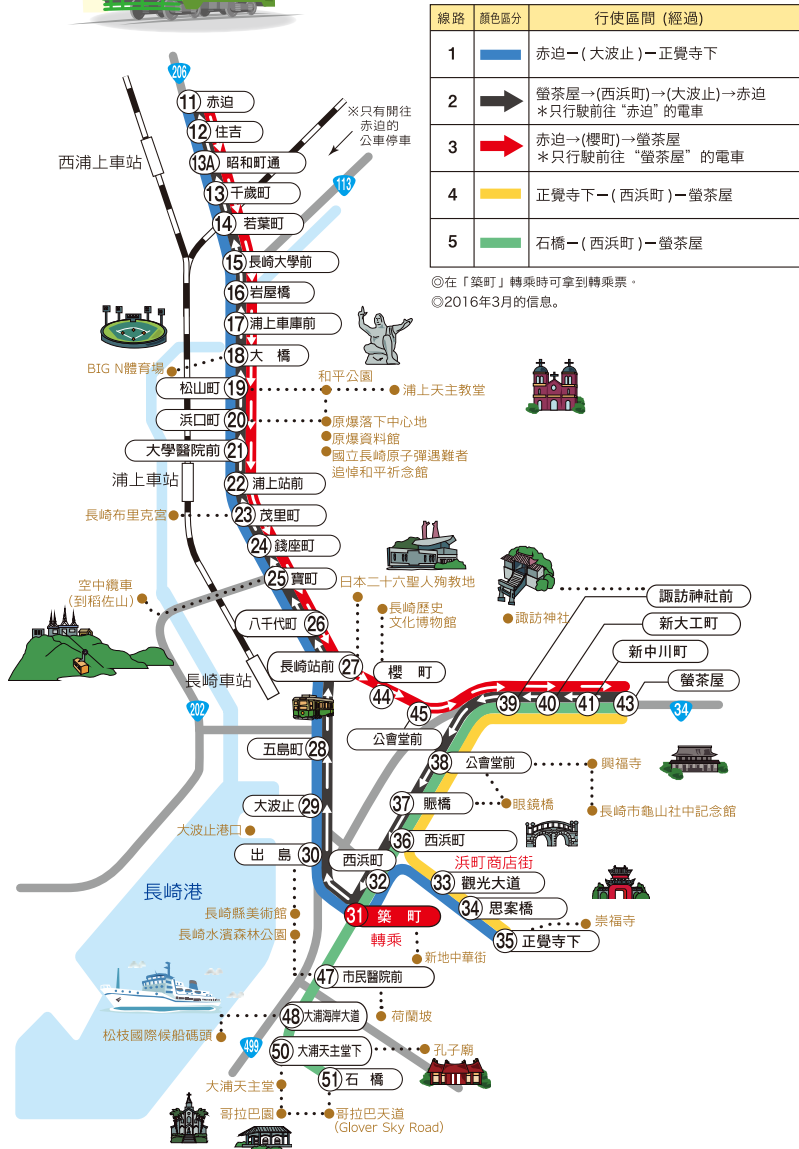 線路 顏色區分 行使區間 (經過)
1 赤迫ー( 大波止 )ー正覺寺下
2 螢茶屋→(西浜町)→(大波止)→赤迫
＊只行駛前往 “赤迫” 的電車
3 赤迫→(櫻町)→螢茶屋
＊只行駛前往 “螢茶屋” 的電車
4 正覺寺下ー( 西浜町 )ー螢茶屋
5 石橋ー( 西浜町 )ー螢茶屋
◎在「築町」轉乘時可拿到轉乘票。
◎2016年3月的信息。
206
11 赤迫
※只有開往
赤迫的
公車停車
12 住吉
13A 昭和町通
西浦上車站
13 千歲町
113
14 若葉町
15 長崎大學前
16 岩屋橋
17 浦上車庫前
18 大 橋
BIG N體育場
和平公園
松山町 19
浦上天主教堂
浜口町 20
原爆落下中心地
原爆資料館
大學醫院前 21
國立長崎原子彈遇難者
追悼和平祈念館
浦上車站
22 浦上站前
長崎布里克宮
23 茂里町
24 錢座町
25 寶町
空中纜車
(到稻佐山)
日本二十六聖人殉教地
長崎歷史
文化博物館
諏訪神社
諏訪神社前
新大工町
新中川町
螢茶屋
八千代町 26
長崎站前 27
櫻 町
44
45
公會堂前
39
40
41
43
34
長崎車站
202
五島町 28
38 公會堂前
興福寺
大波止 29
37 賑橋
眼鏡橋
長崎市龜山社中記念館
大波止港口
36 西浜町
出 島 30
西浜町
32
浜町商店街
33 觀光大道
長崎港
34 思案橋
31 築 町
轉乘
長崎縣美術館
長崎水濱森林公園
崇福寺
35 正覺寺下
新地中華街
47 市民醫院前
荷蘭坡
48 大浦海岸大道
松枝國際候船碼頭
499
50 大浦天主堂下
孔子廟
51 石 橋
大浦天主堂
哥拉巴園
哥拉巴天道
(Glover Sky Road)